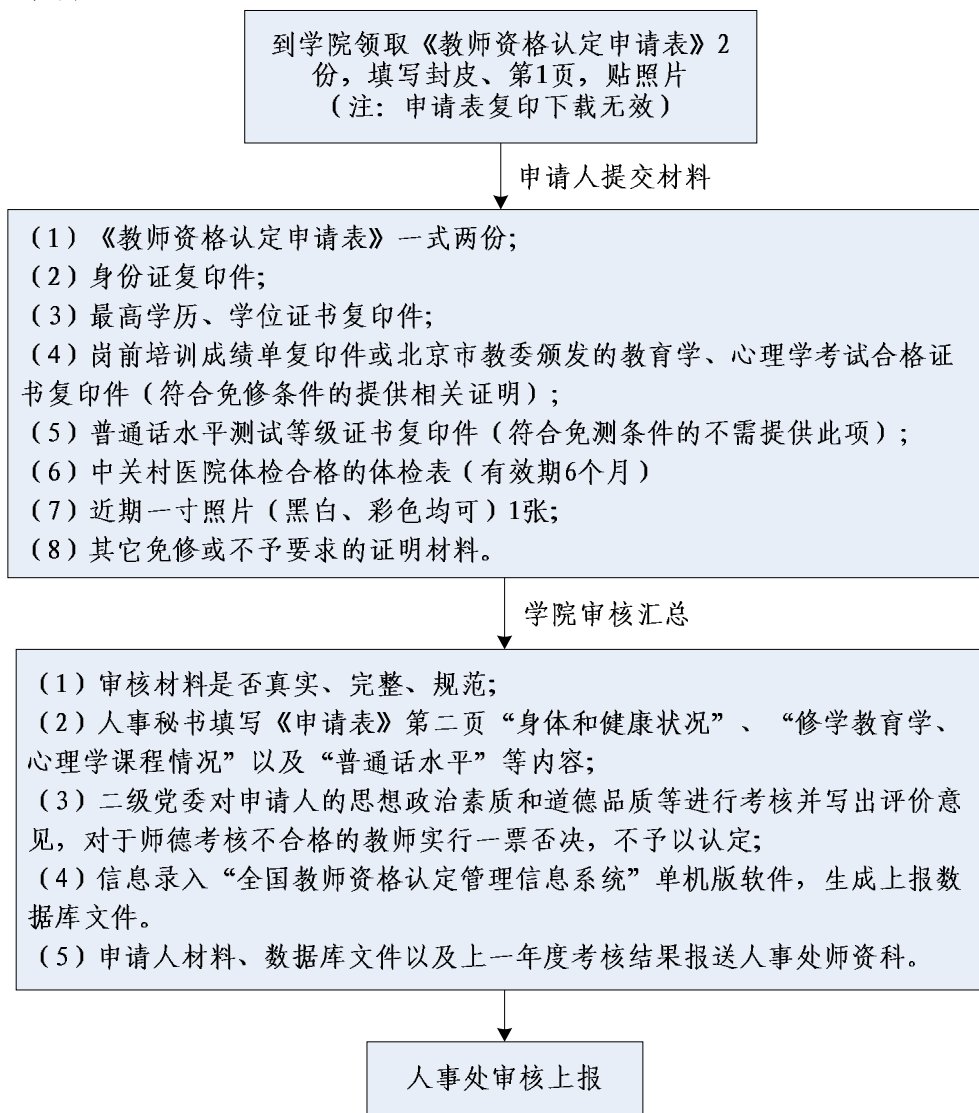 到学院领取《教师资格认定申请表》2
份，填写封皮、第1页，贴照片
（注：申请表复印下载无效）
申请人提交材料
（1）《教师资格认定申请表》一式两份；
（2）身份证复印件；
（3）最高学历、学位证书复印件；
（4）岗前培训成绩单复印件或北京市教委颁发的教育学、心理学考试合格证
书复印件（符合免修条件的提供相关证明）；
（5）普通话水平测试等级证书复印件（符合免测条件的不需提供此项）；
（6）中关村医院体检合格的体检表（有效期6个月）
（7）近期一寸照片（黑白、彩色均可）1张；
（8）其它免修或不予要求的证明材料。
学院审核汇总
（1）审核材料是否真实、完整、规范；
（2）人事秘书填写《申请表》第二页“身体和健康状况”、“修学教育学、
心理学课程情况”以及“普通话水平”等内容；
（3）二级党委对申请人的思想政治素质和道德品质等进行考核并写出评价意
见，对于师德考核不合格的教师实行一票否决，不予以认定；
（4）信息录入“全国教师资格认定管理信息系统”单机版软件，生成上报数
据库文件。
（5）申请人材料、数据库文件以及上一年度考核结果报送人事处师资科。
人事处审核上报